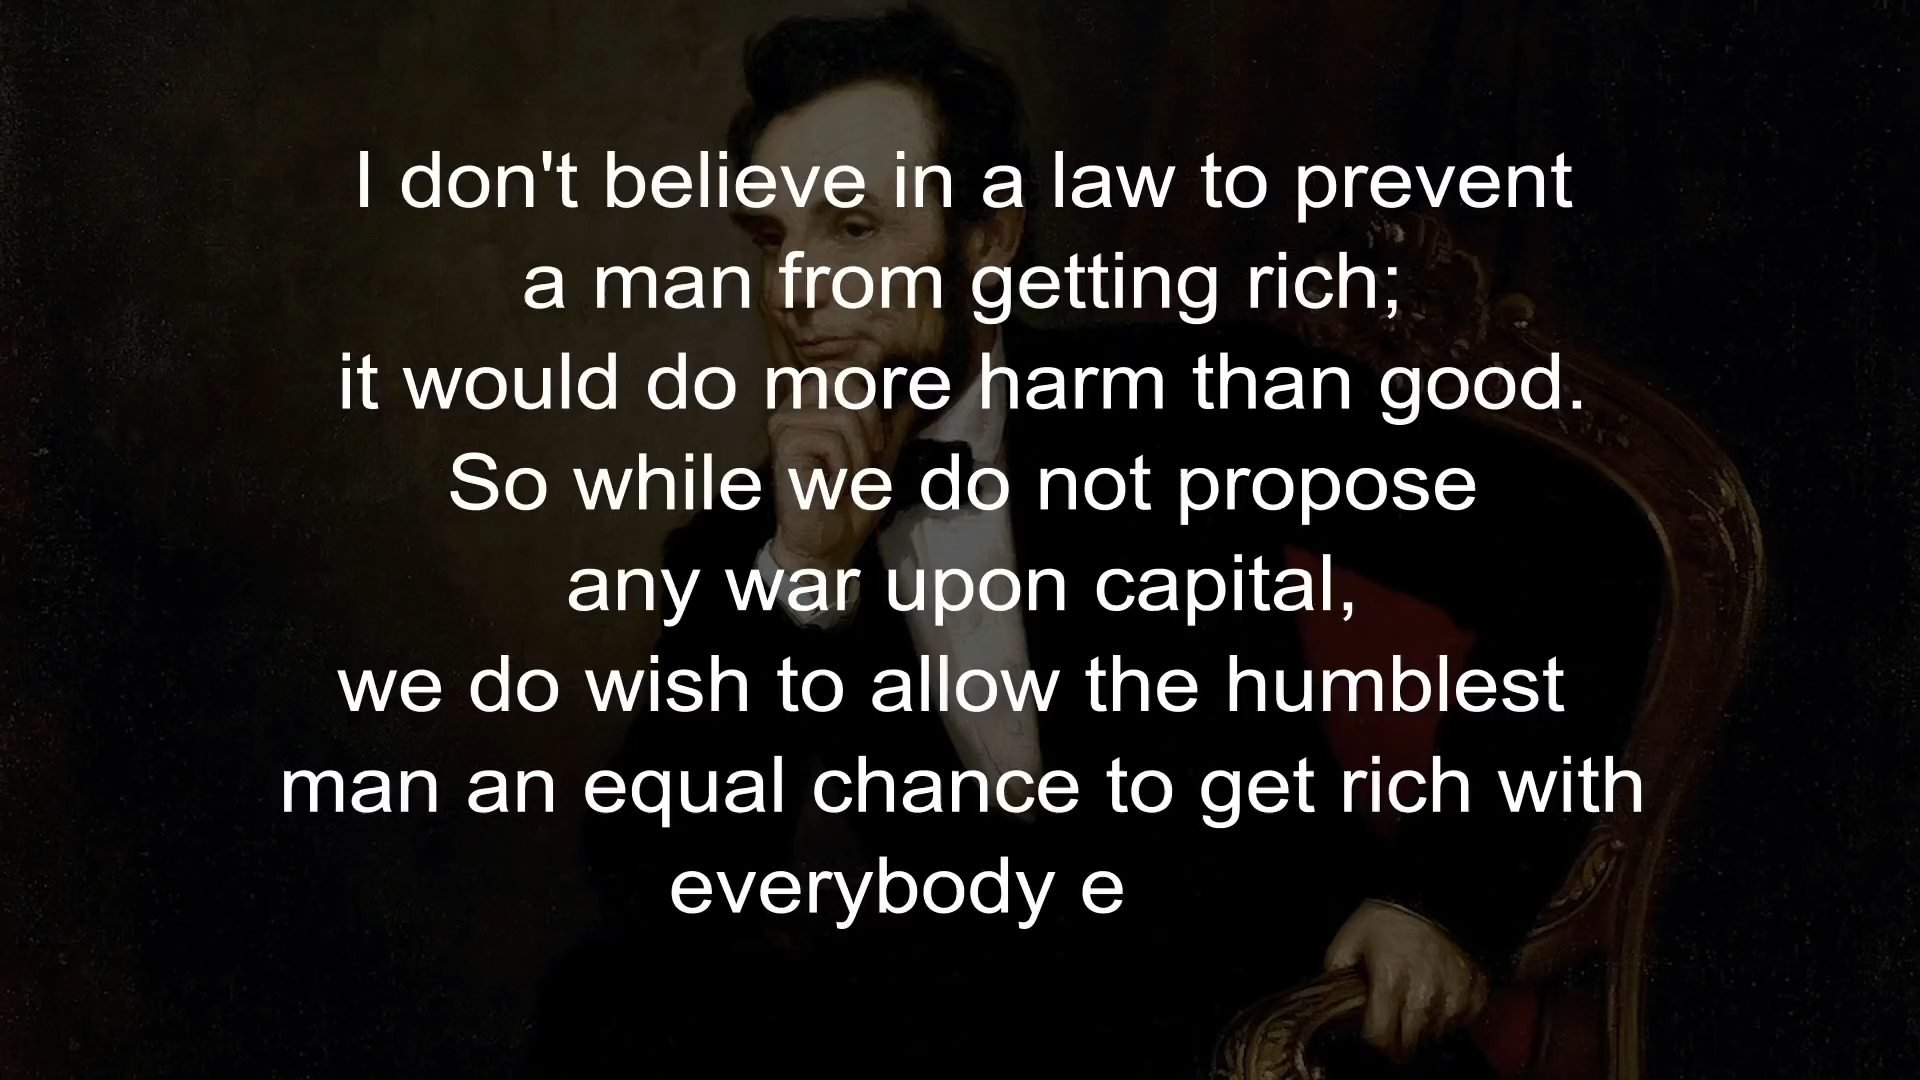 I don't believe in a law to prevent
a man from getting rich;
it would do more harm than good.
So while we do not propose
any war upon capital,
we do wish to allow the humblest
man an equal chance to get rich with
everybody e